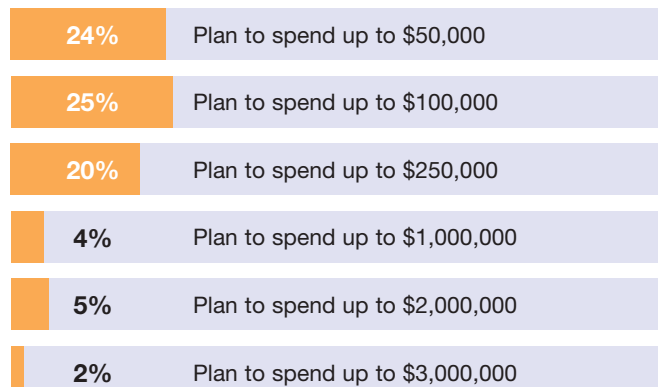 24% Plan to spend up to $50,000
25% Plan to spend up to $100,000
20% Plan to spend up to $250,000
4% Plan to spend up to $1,000,000
5% Plan to spend up to $2,000,000
2% Plan to spend up to $3,000,000